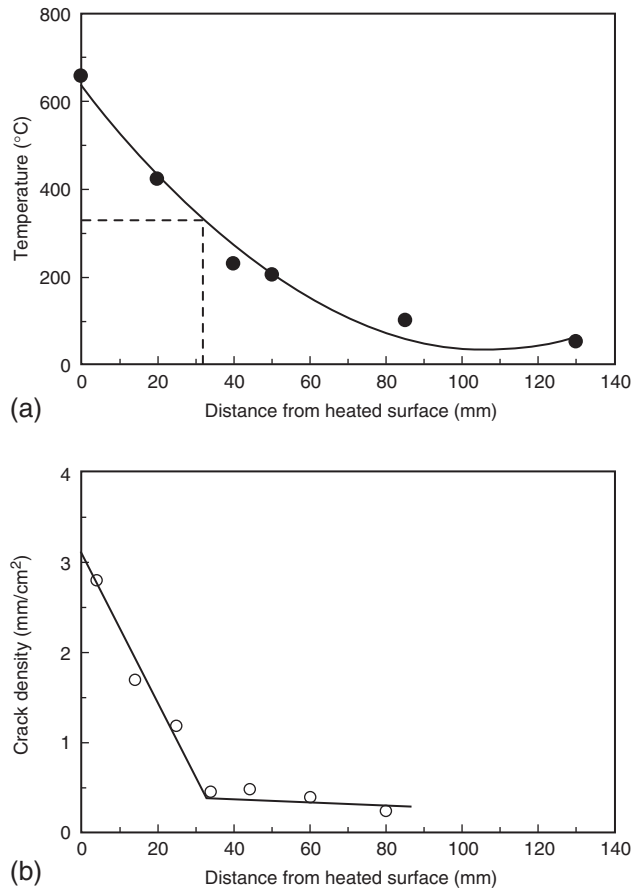 800
600
400
200
0
Temperature (°C)
0 20 40 60 80 100 120 140
Distance from heated surface (mm)
(a)
4
3
2
1
0
Crack density (mm/cm²)
0 20 40 60 80 100 120 140
Distance from heated surface (mm)
(b)